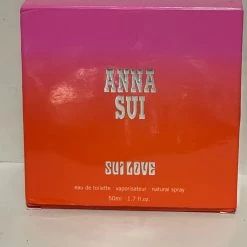 ANNA
SUI
SUI LOVE
eau de toilette · vaporisateur · natural spray
50ml 1.7 fl.oz.